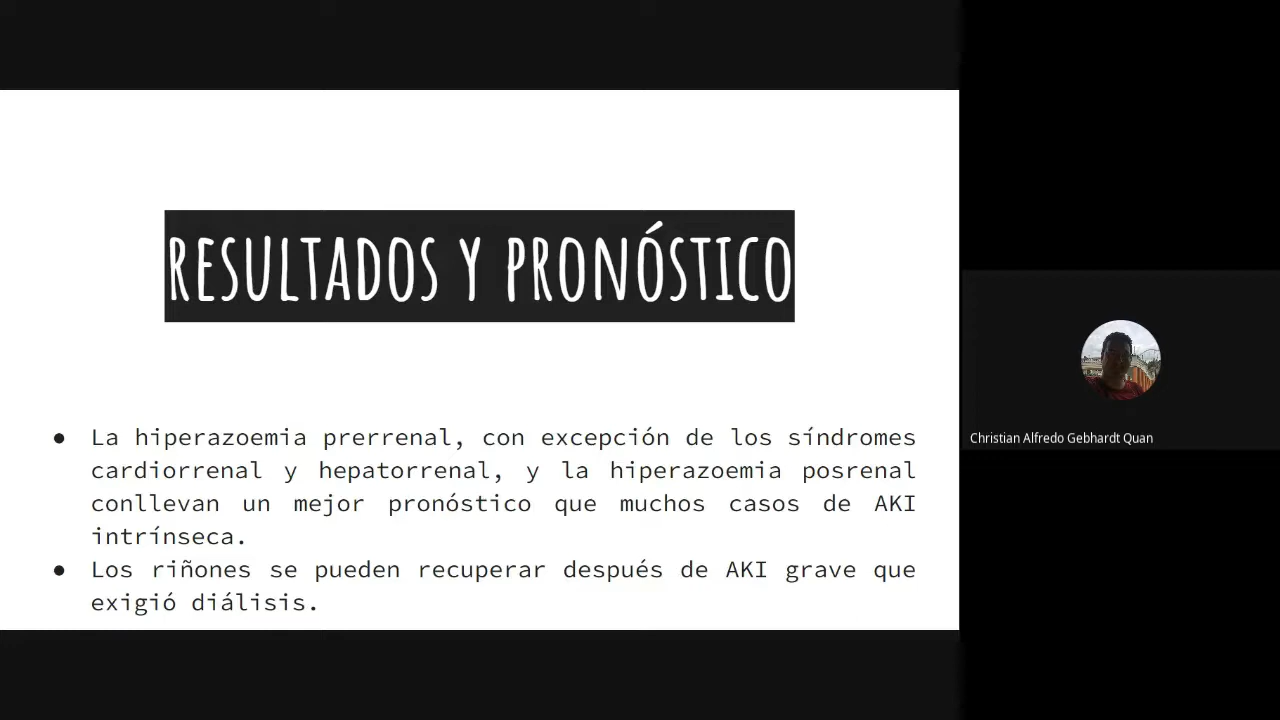 RESULTADOS Y PRONÓSTICO
● La hiperazoemia prerrenal, con excepción de los síndromes
cardiorrenal y hepatorrenal, y la hiperazoemia posrenal
conllevan un mejor pronóstico que muchos casos de AKI
intrínseca.
● Los riñones se pueden recuperar después de AKI grave que
exigió diálisis.
Christian Alfredo Gebhardt Quan